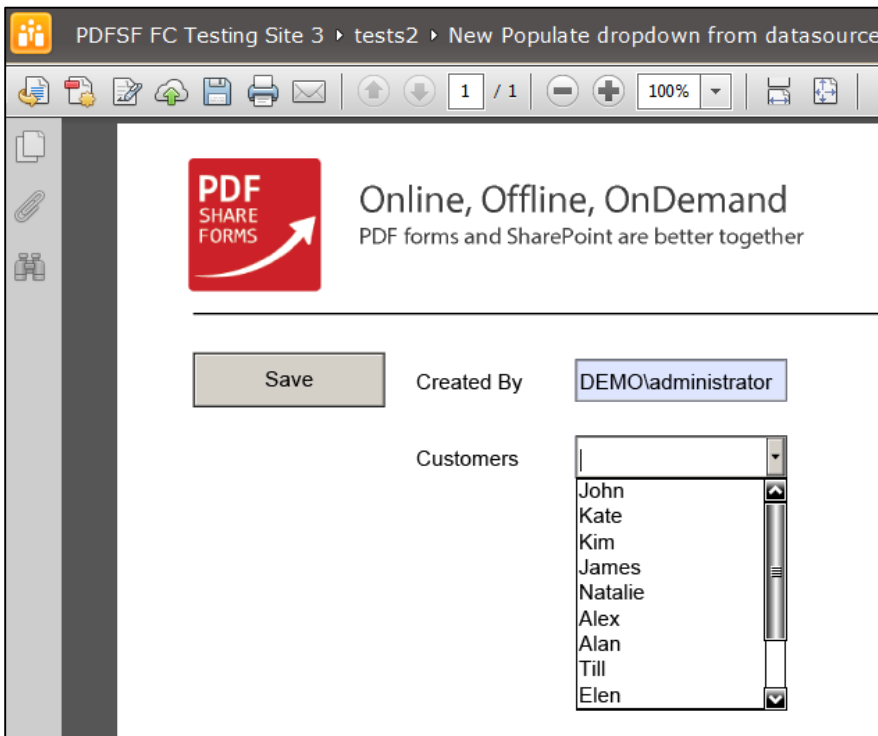 PDFSF FC Testing Site 3 ▸ tests2 ▸ New Populate dropdown from datasource
1 / 1 100%
PDF
SHARE
FORMS
Online, Offline, OnDemand
PDF forms and SharePoint are better together
Save
Created By
DEMO\administrator
Customers
John
Kate
Kim
James
Natalie
Alex
Alan
Till
Elen